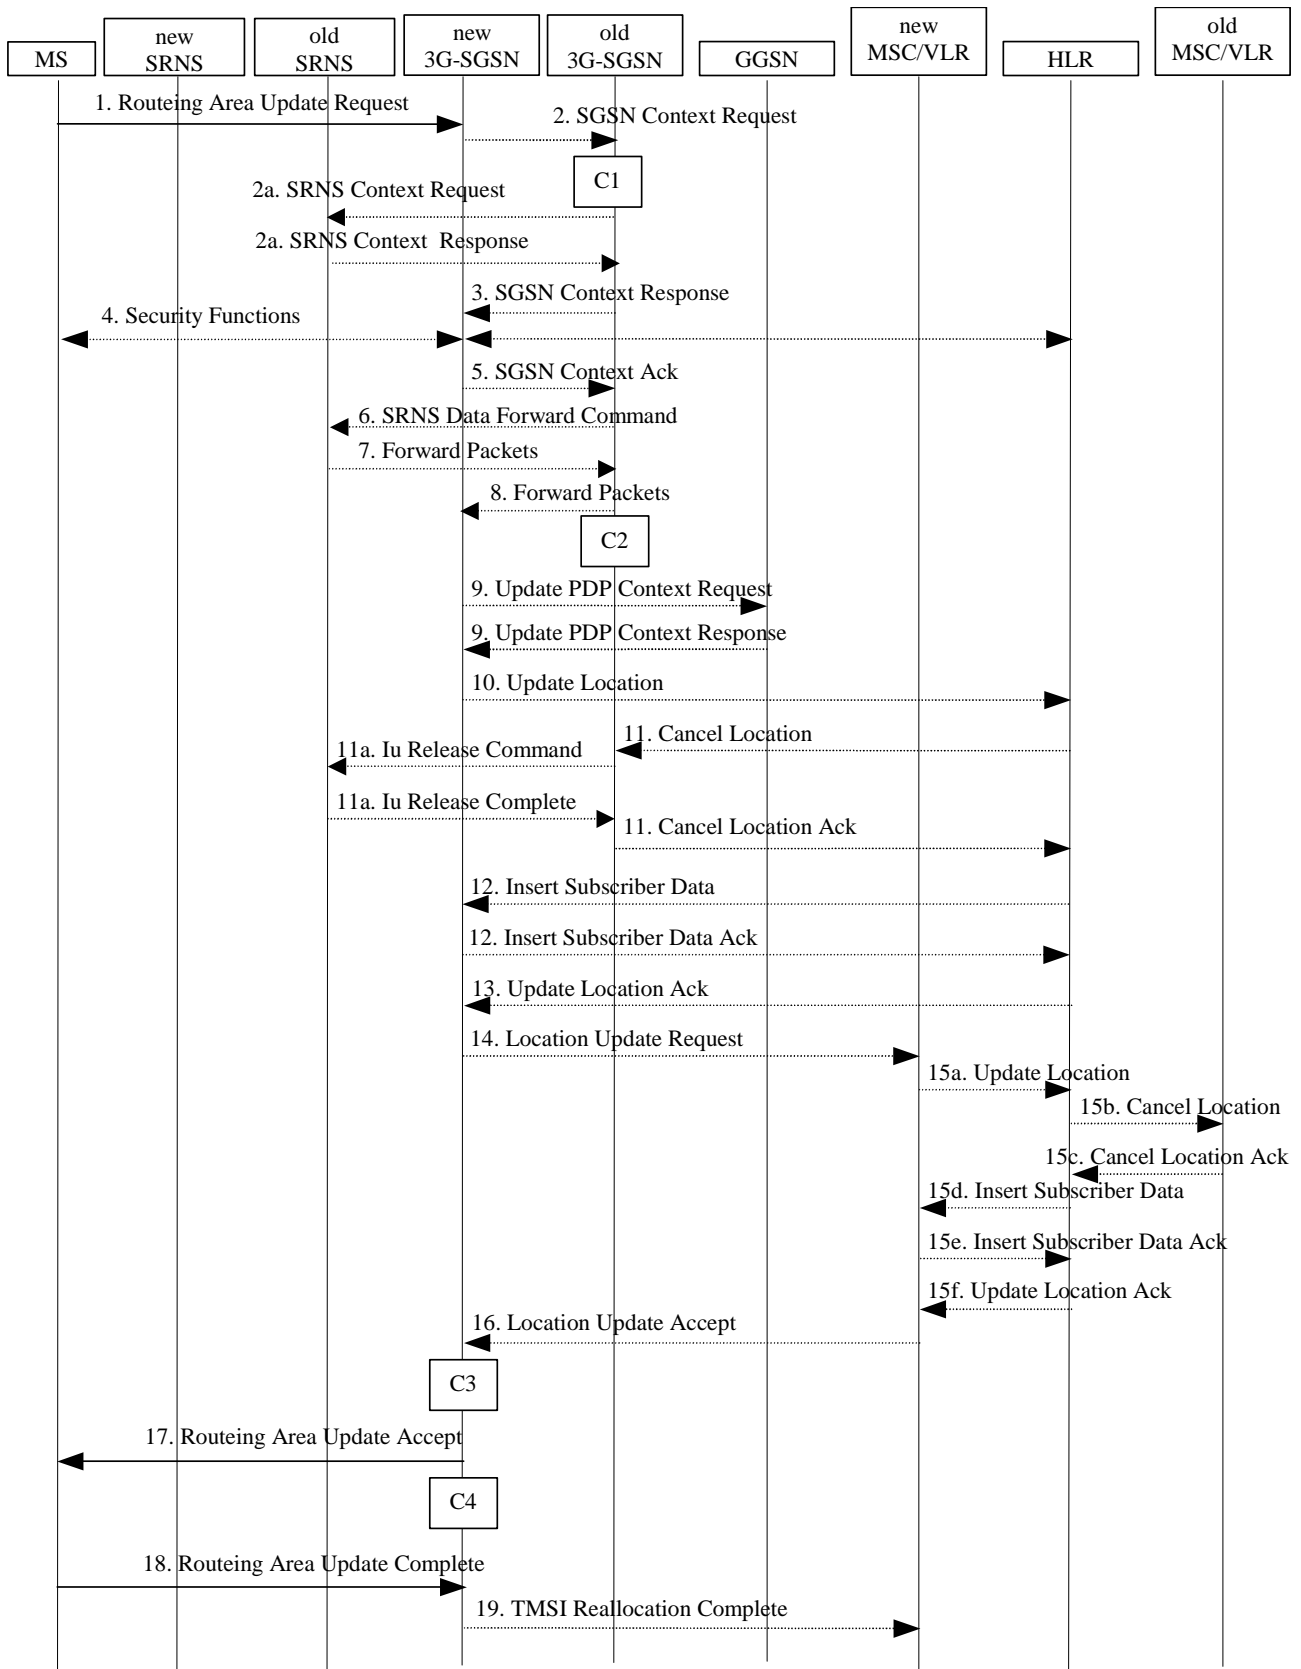 MS
new
SRNS
old
SRNS
new
3G-SGSN
old
3G-SGSN
GGSN
new
MSC/VLR
HLR
old
MSC/VLR
1. Routeing Area Update Request
2. SGSN Context Request
C1
2a. SRNS Context Request
2a. SRNS Context Response
3. SGSN Context Response
4. Security Functions
5. SGSN Context Ack
6. SRNS Data Forward Command
7. Forward Packets
8. Forward Packets
C2
9. Update PDP Context Request
9. Update PDP Context Response
10. Update Location
11. Cancel Location
11a. Iu Release Command
11a. Iu Release Complete
11. Cancel Location Ack
12. Insert Subscriber Data
12. Insert Subscriber Data Ack
13. Update Location Ack
14. Location Update Request
15a. Update Location
15b. Cancel Location
15c. Cancel Location Ack
15d. Insert Subscriber Data
15e. Insert Subscriber Data Ack
15f. Update Location Ack
16. Location Update Accept
C3
17. Routeing Area Update Accept
C4
18. Routeing Area Update Complete
19. TMSI Reallocation Complete